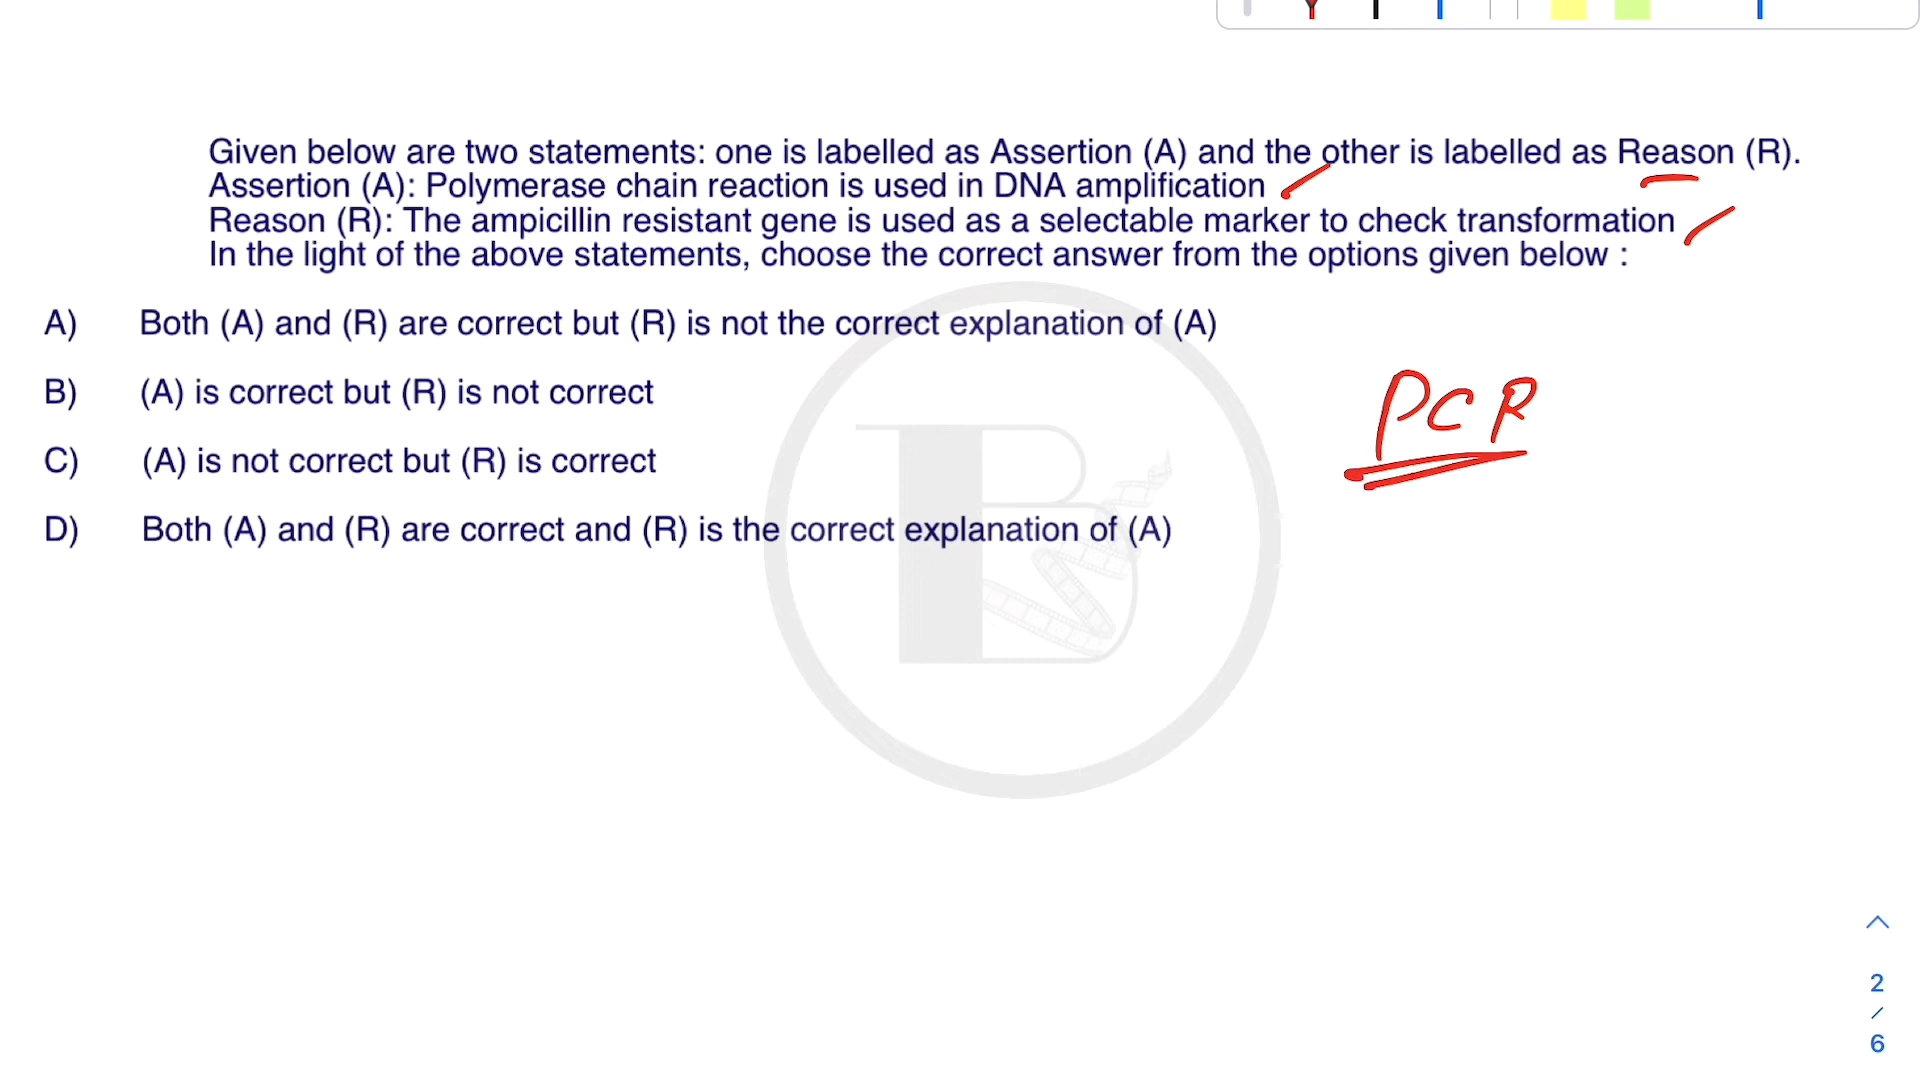 Given below are two statements: one is labelled as Assertion (A) and the other is labelled as Reason (R).
Assertion (A): Polymerase chain reaction is used in DNA amplification
Reason (R): The ampicillin resistant gene is used as a selectable marker to check transformation
In the light of the above statements, choose the correct answer from the options given below :
A) Both (A) and (R) are correct but (R) is not the correct explanation of (A)
B) (A) is correct but (R) is not correct
C) (A) is not correct but (R) is correct
D) Both (A) and (R) are correct and (R) is the correct explanation of (A)
PCR
2
/
6